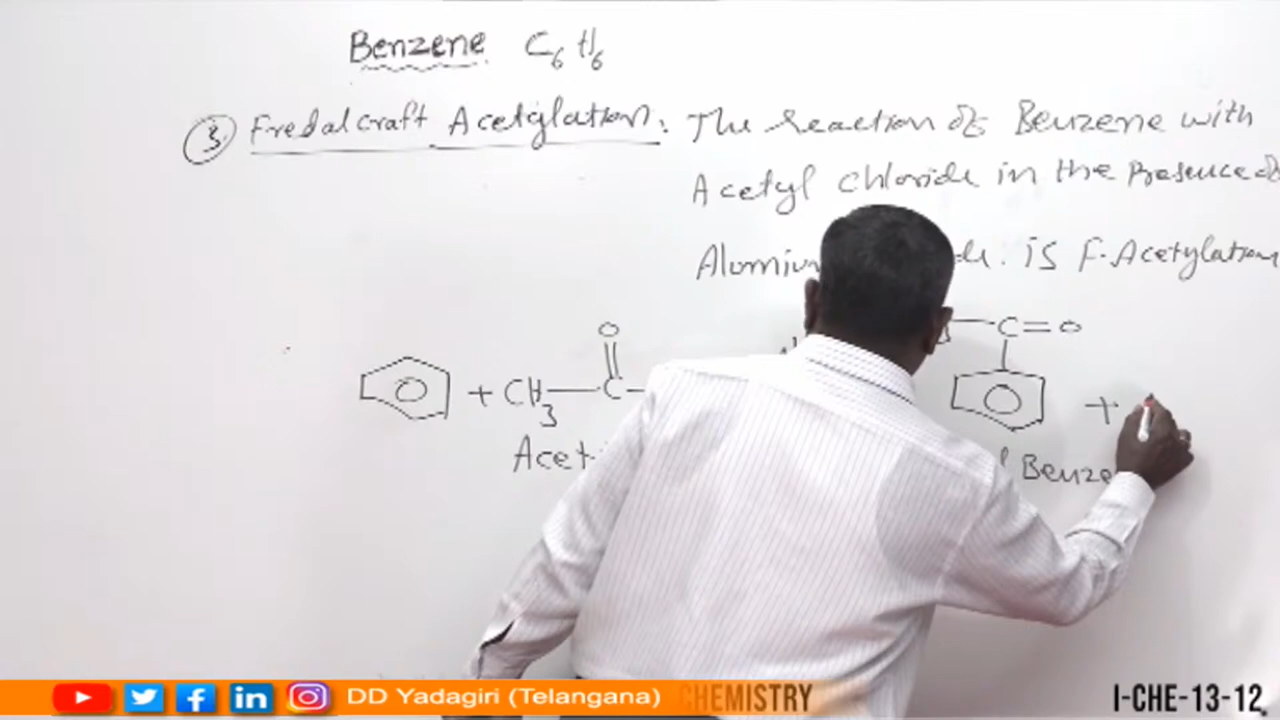 Benzene C6H6
③ Fredalcraft Acetylation: The reaction of Benzene with
Acetyl chloride in the Presence of
is F. Acetylation
O
C=O
+ CH3—C—
+
Benze
DD Yadagiri (Telangana) CHEMISTRY I-CHE-13-12